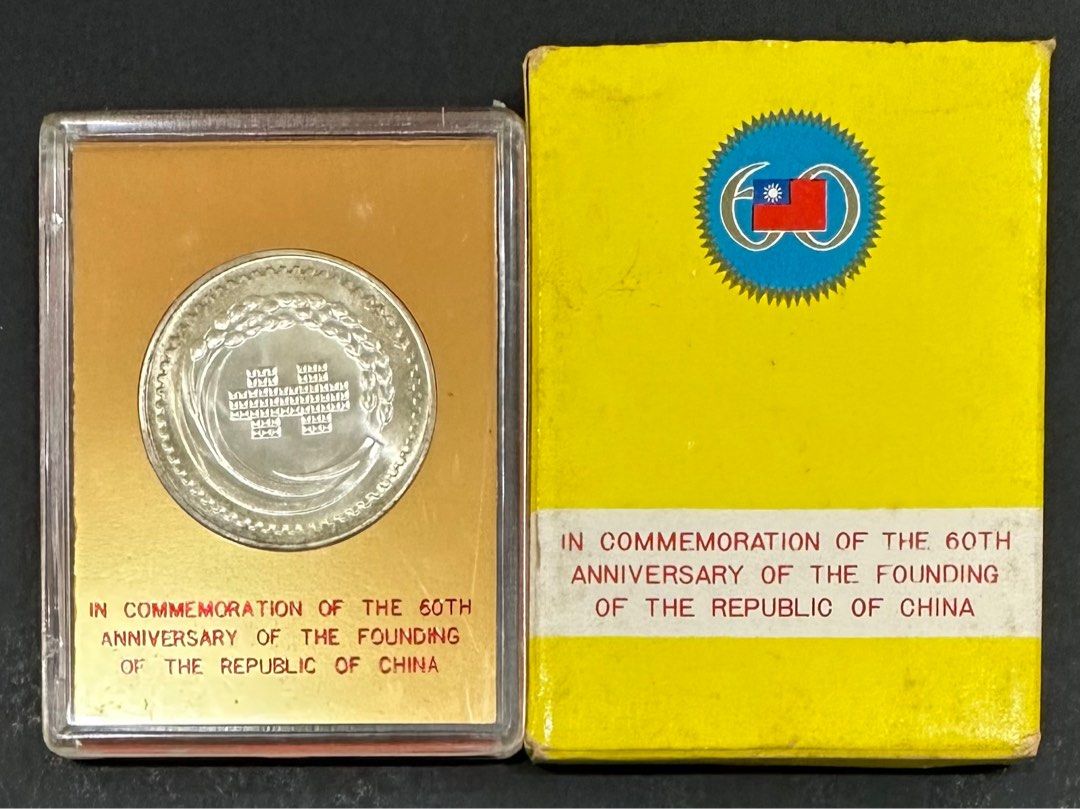 IN COMMEMORATION OF THE 60TH
ANNIVERSARY OF THE FOUNDING
OF THE REPUBLIC OF CHINA
60
IN COMMEMORATION OF THE 60TH
ANNIVERSARY OF THE FOUNDING
OF THE REPUBLIC OF CHINA